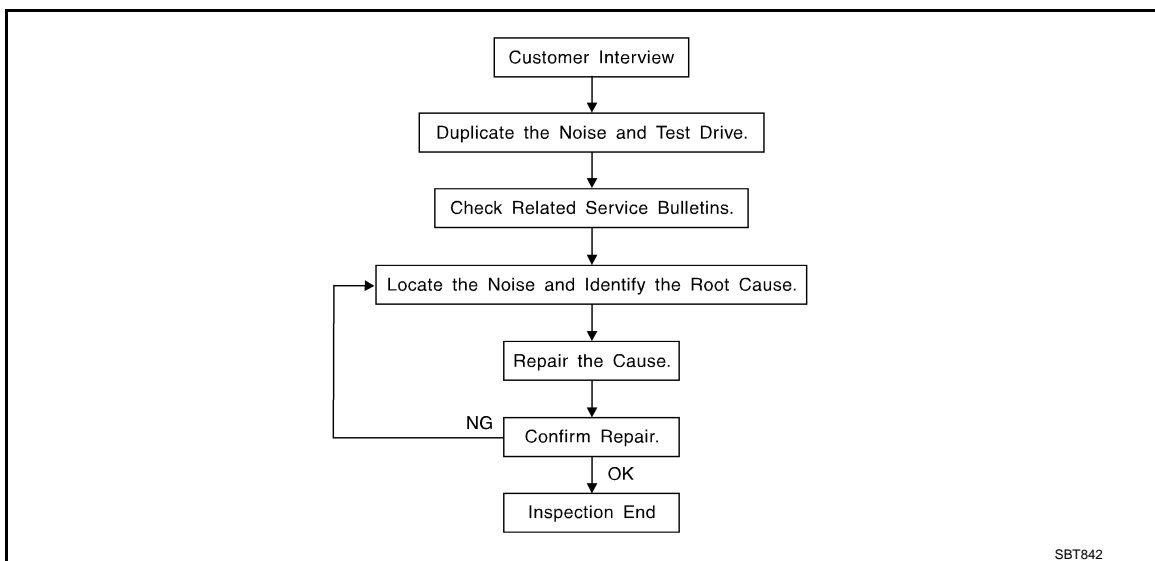 Customer Interview
Duplicate the Noise and Test Drive.
Check Related Service Bulletins.
Locate the Noise and Identify the Root Cause.
Repair the Cause.
NG
Confirm Repair.
OK
Inspection End
SBT842